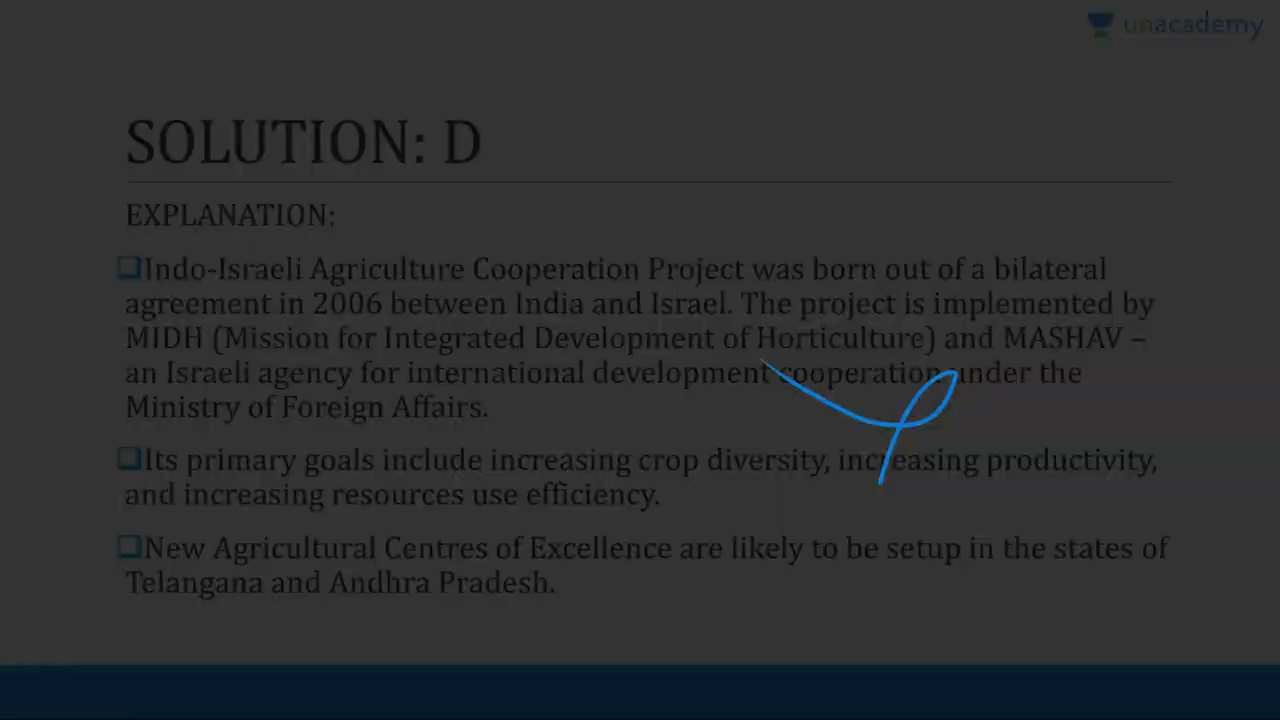 unacademy
SOLUTION: D
EXPLANATION:
Indo-Israeli Agriculture Cooperation Project was born out of a bilateral
agreement in 2006 between India and Israel. The project is implemented by
MIDH (Mission for Integrated Development of Horticulture) and MASHAV –
an Israeli agency for international development cooperation under the
Ministry of Foreign Affairs.
Its primary goals include increasing crop diversity, increasing productivity,
and increasing resources use efficiency.
New Agricultural Centres of Excellence are likely to be setup in the states of
Telangana and Andhra Pradesh.